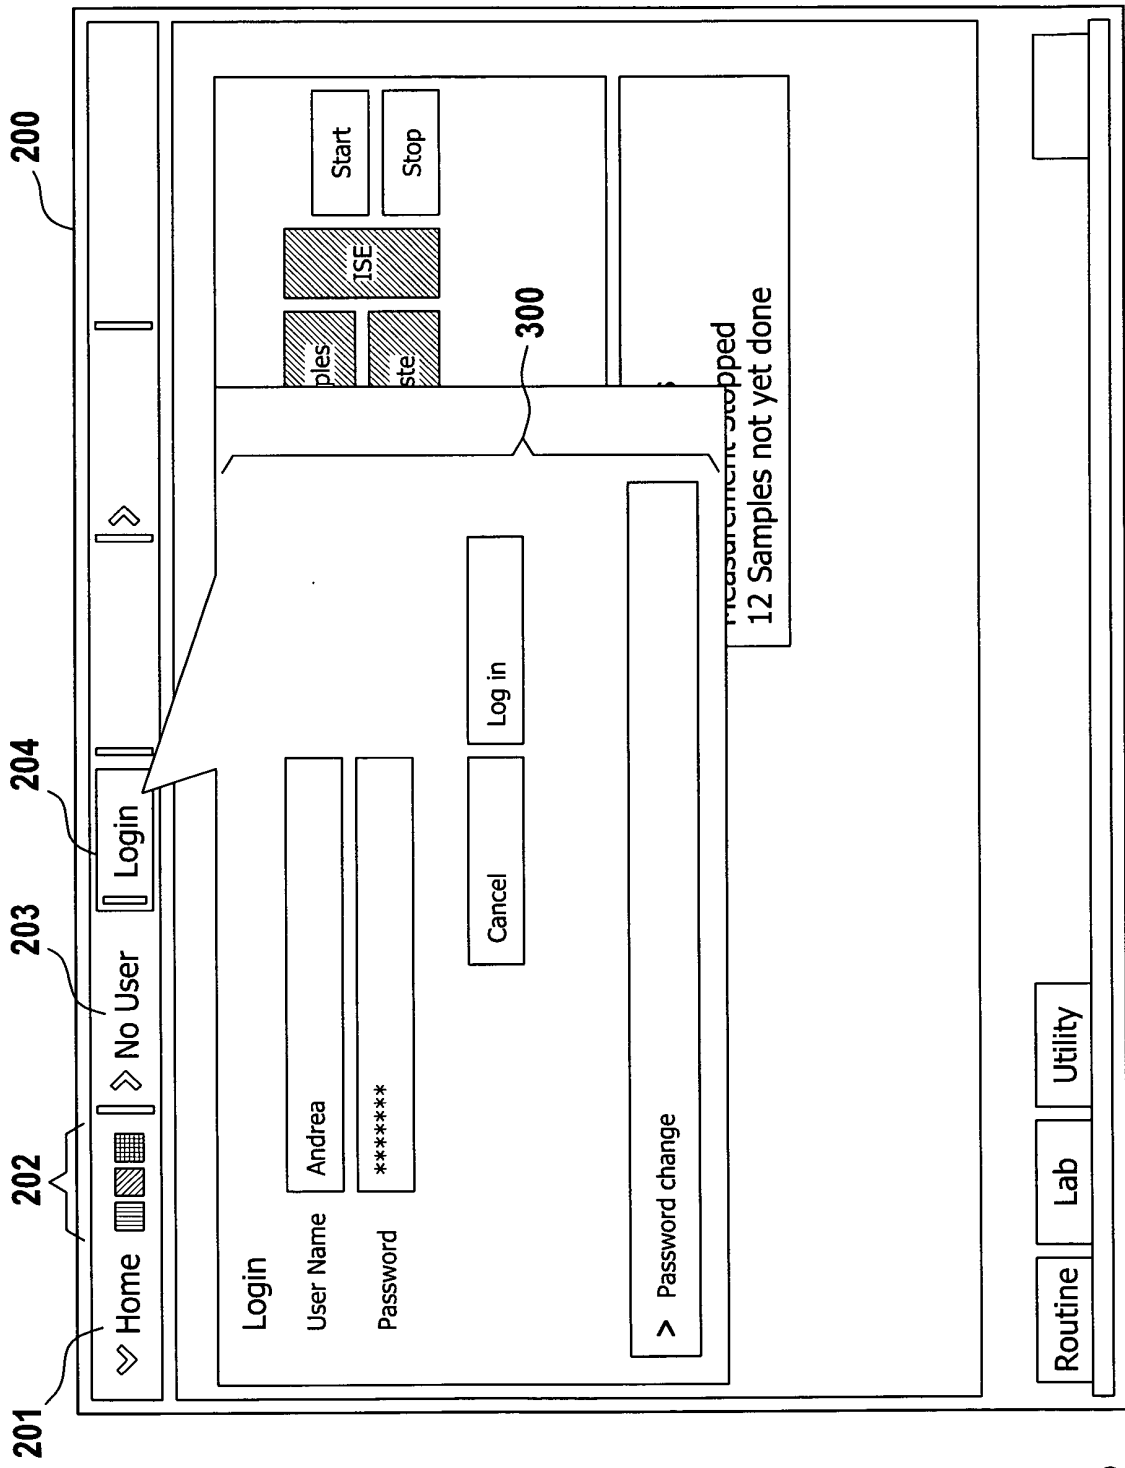 200
201
202
203
204
Home
No User
Login
Start
Stop
ISE
ples
ste
300
Login
User Name
Andrea
Password
*******
Cancel
Log in
> Password change
12 Samples not yet done
Routine
Lab
Utility